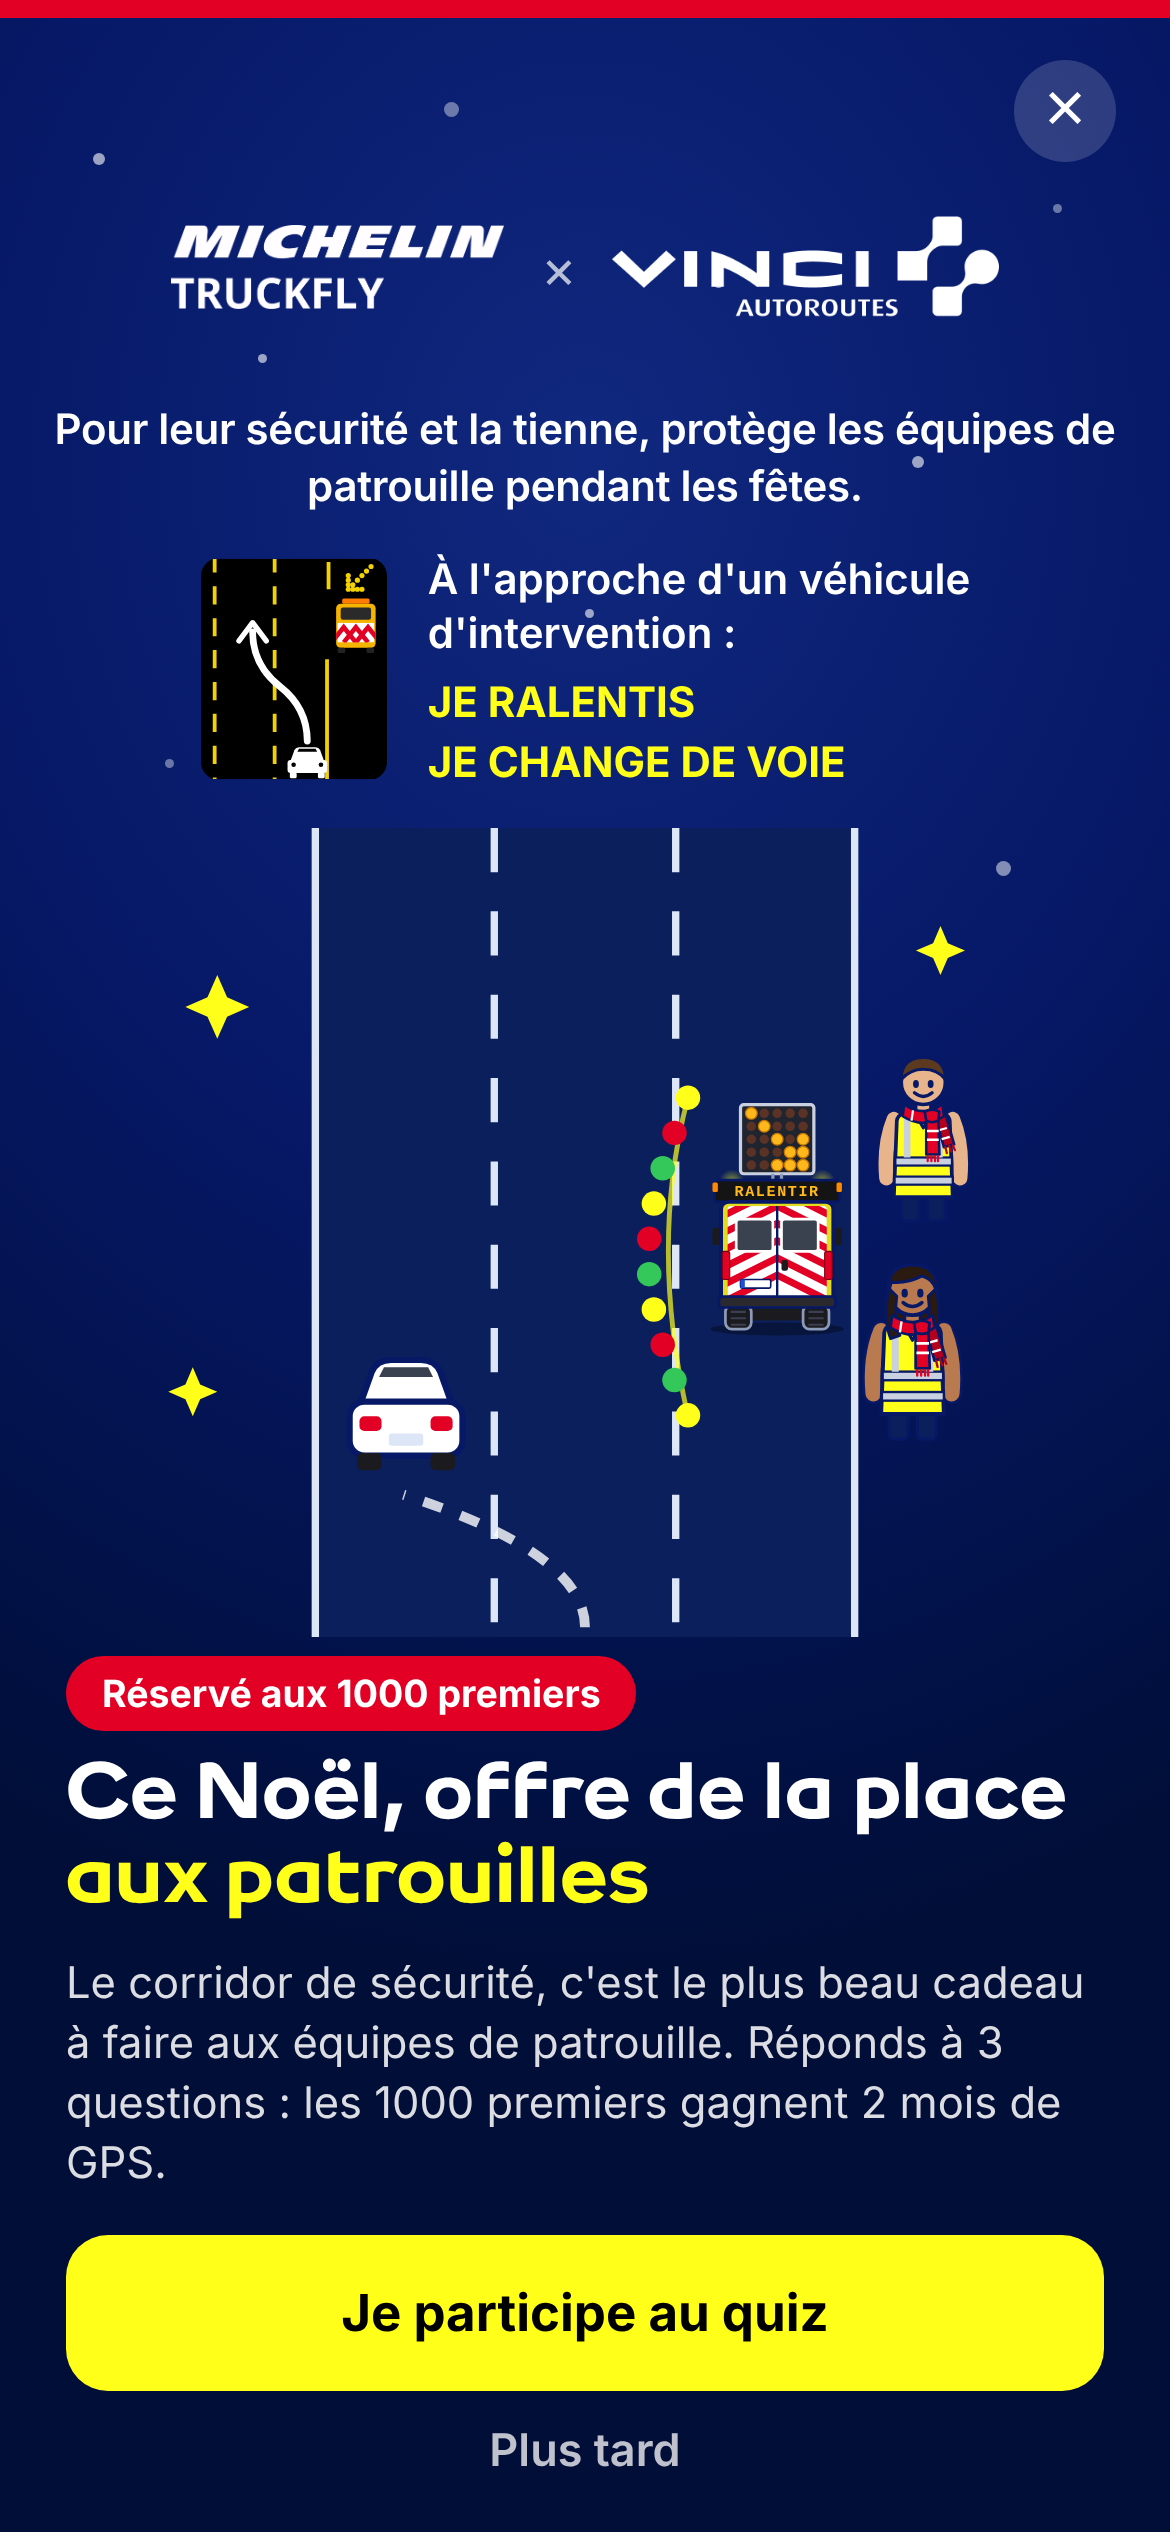 MICHELIN
TRUCKFLY
×
VINCI
AUTOROUTES
Pour leur sécurité et la tienne, protège les équipes de
patrouille pendant les fêtes.
À l'approche d'un véhicule
d'intervention :
JE RALENTIS
JE CHANGE DE VOIE
RALENTIR
Réservé aux 1000 premiers
Ce Noël, offre de la place
aux patrouilles
Le corridor de sécurité, c'est le plus beau cadeau
à faire aux équipes de patrouille. Réponds à 3
questions : les 1000 premiers gagnent 2 mois de
GPS.
Je participe au quiz
Plus tard